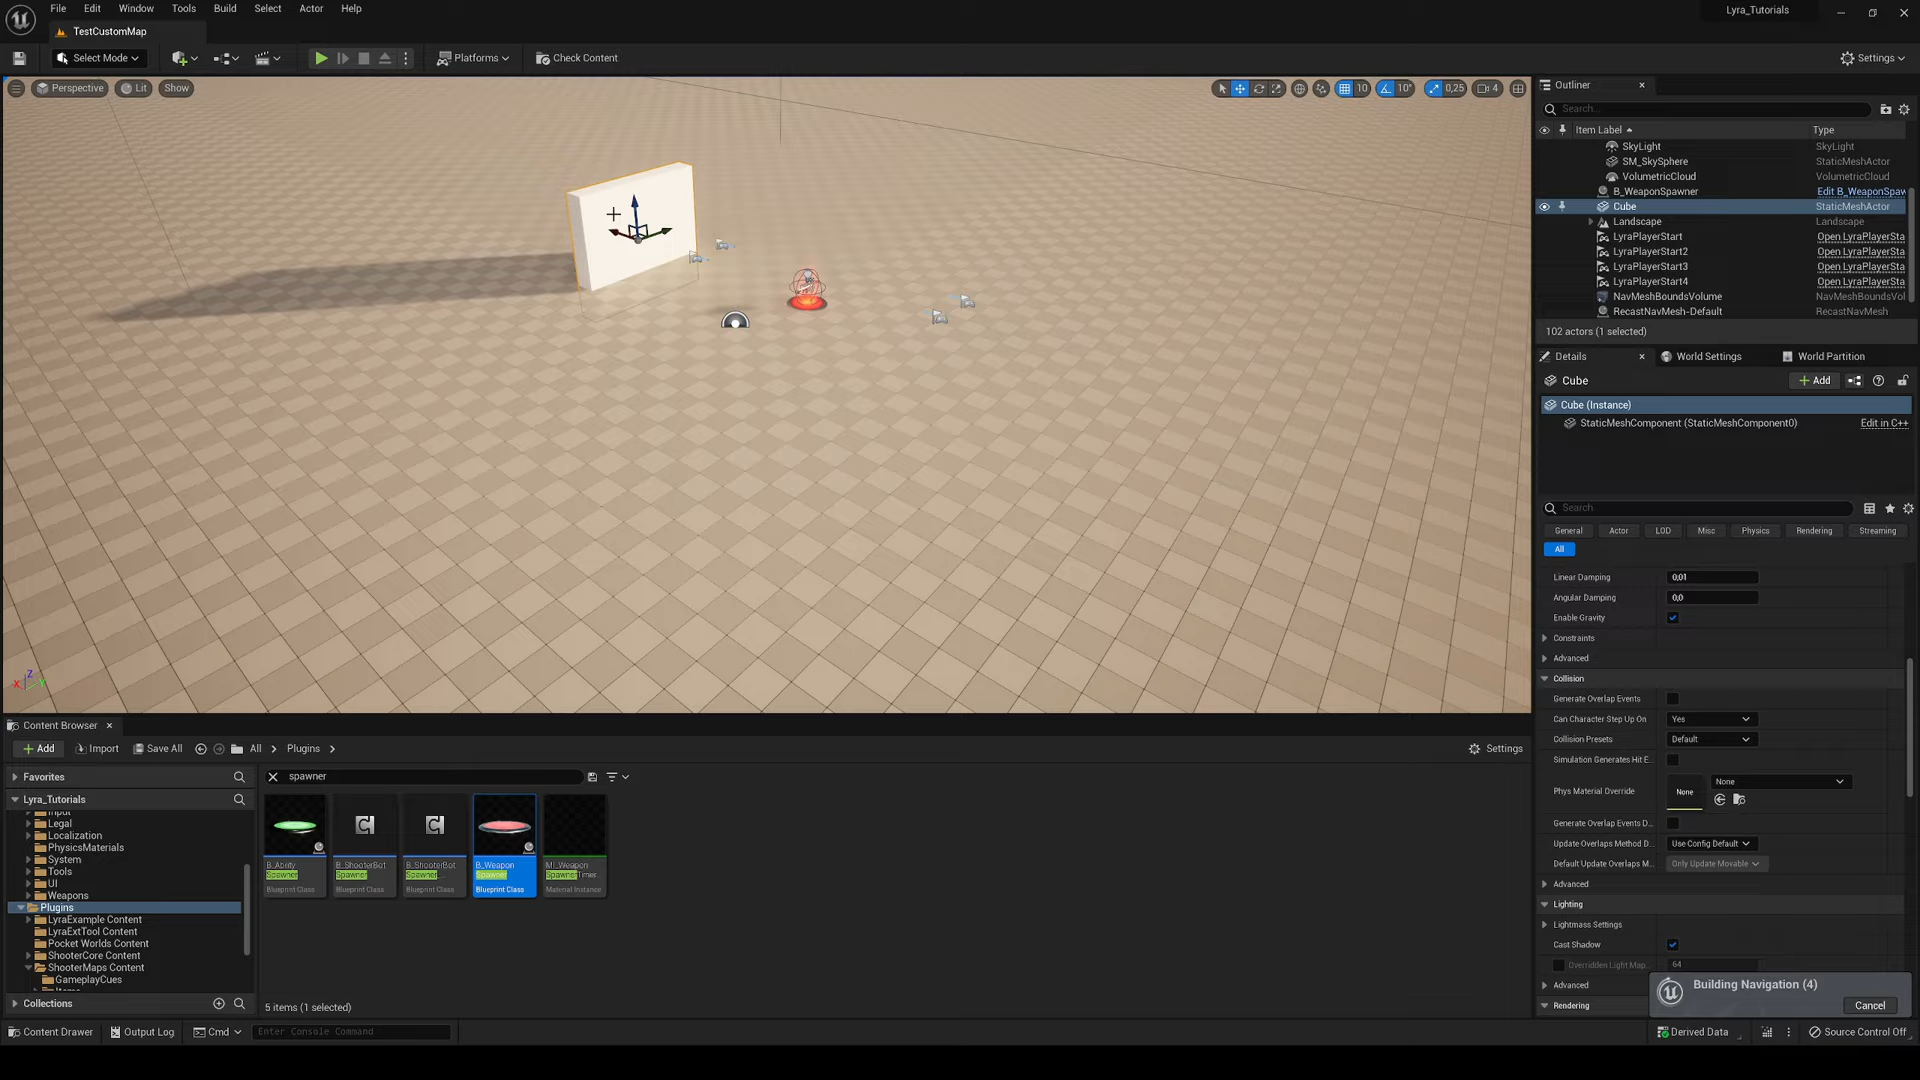 File Edit Window Tools Build Select Actor Help
Lyra_Tutorials
TestCustomMap
Select Mode
Platforms
Check Content
Settings
Perspective Lit Show
10 10° 0,25 4
Outliner
Search...
Item Label Type
SkyLight SkyLight
SM_SkySphere StaticMeshActor
VolumetricCloud VolumetricCloud
B_WeaponSpawner Edit B_WeaponSpaw
Cube StaticMeshActor
Landscape Landscape
LyraPlayerStart Open LyraPlayerSta
LyraPlayerStart2 Open LyraPlayerSta
LyraPlayerStart3 Open LyraPlayerSta
LyraPlayerStart4 Open LyraPlayerSta
NavMeshBoundsVolume NavMeshBoundsVol
RecastNavMesh-Default RecastNavMesh
102 actors (1 selected)
Details World Settings World Partition
Cube Add
Cube (Instance)
StaticMeshComponent (StaticMeshComponent0) Edit in C++
Search
General Actor LOD Misc Physics Rendering Streaming
All
Linear Damping 0,01
Angular Damping 0,0
Enable Gravity
Constraints
Advanced
Collision
Generate Overlap Events
Can Character Step Up On Yes
Collision Presets Default
Simulation Generates Hit E...
Phys Material Override None None
Generate Overlap Events D...
Update Overlaps Method D Use Config Default
Default Update Overlaps M... Only Update Movable
Advanced
Lighting
Lightmass Settings
Cast Shadow
Overridden Light Map... 64
Advanced
Rendering
Building Navigation (4)
Cancel
X Z Y
Content Browser
Add Import Save All All Plugins Settings
Favorites
Lyra_Tutorials
Input
Legal
Localization
PhysicsMaterials
System
Tools
UI
Weapons
Plugins
LyraExample Content
LyraExtTool Content
Pocket Worlds Content
ShooterCore Content
ShooterMaps Content
GameplayCues
Collections
spawner
B_Ability
Spawner
Blueprint Class
B_ShooterBot
Spawner
Blueprint Class
B_ShooterBot
Spawner_
Blueprint Class
B_Weapon
Spawner
Blueprint Class
MI_Weapon
SpawnerTimer
Material Instance
5 items (1 selected)
Content Drawer Output Log Cmd Enter Console Command
Derived Data Source Control Off